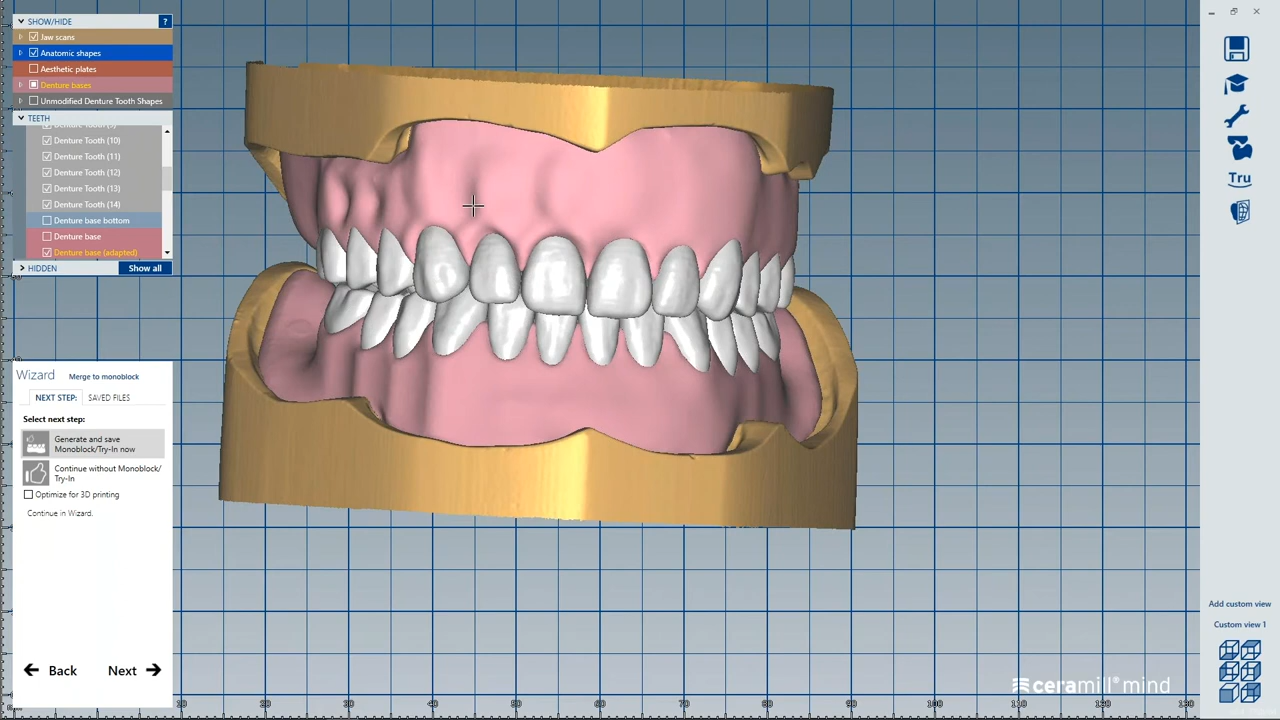 SHOW/HIDE ?
Jaw scans
Anatomic shapes
Aesthetic plates
Denture bases
Unmodified Denture Tooth Shapes
TEETH
Denture Tooth (9)
Denture Tooth (10)
Denture Tooth (11)
Denture Tooth (12)
Denture Tooth (13)
Denture Tooth (14)
Denture base bottom
Denture base
Denture base (adapted)
HIDDEN Show all
Wizard Merge to monoblock
NEXT STEP: SAVED FILES
Select next step:
Generate and save
Monoblock/Try-In now
Continue without Monoblock/
Try-In
Optimize for 3D printing
Continue in Wizard.
Back Next
Tru
Add custom view
Custom view 1
ceramill® mind
10 20 30 40 50 60 70 80 90 100 110 120 130